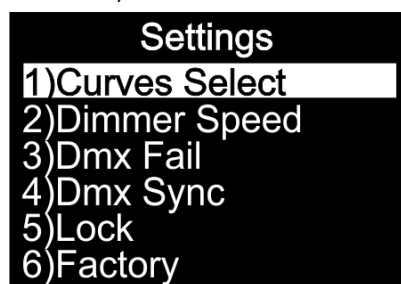 Settings
1)Curves Select
2)Dimmer Speed
3)Dmx Fail
4)Dmx Sync
5)Lock
6)Factory